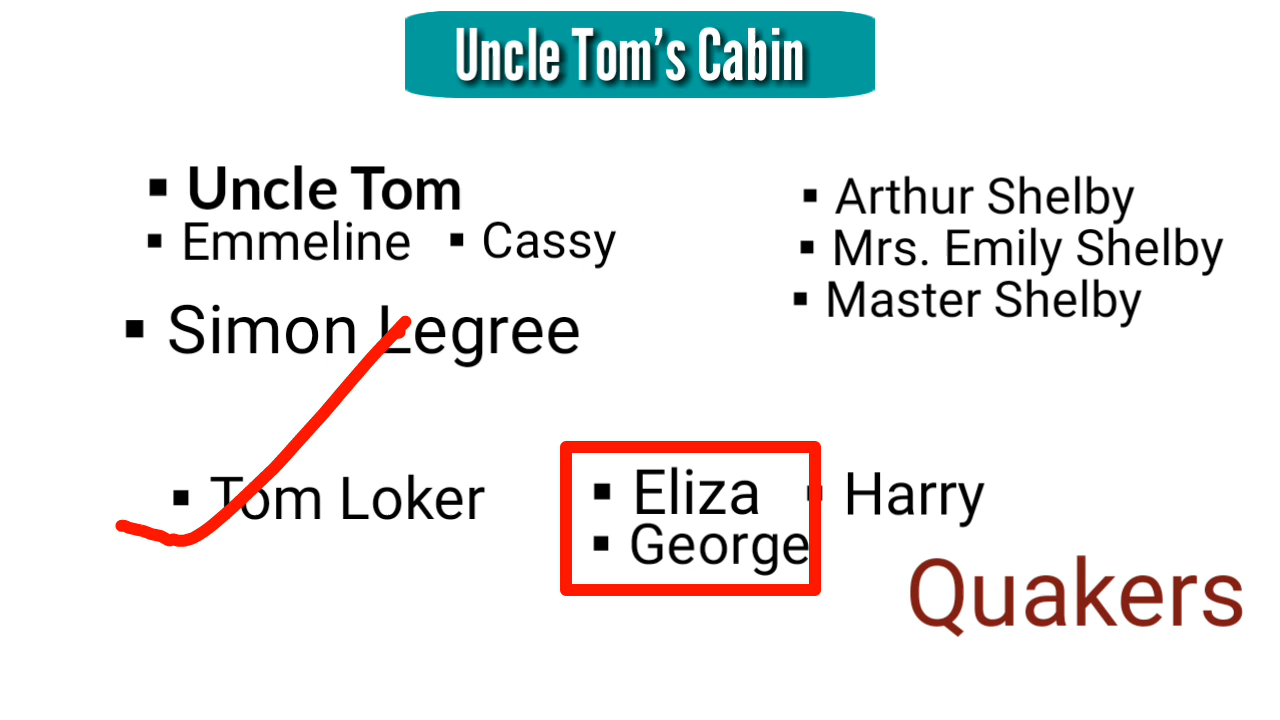 Uncle Tom's Cabin
▪ Uncle Tom
▪ Emmeline ▪ Cassy
▪ Simon Legree
▪ Arthur Shelby
▪ Mrs. Emily Shelby
▪ Master Shelby
▪ Tom Loker
▪ Eliza ▪ Harry
▪ George
Quakers